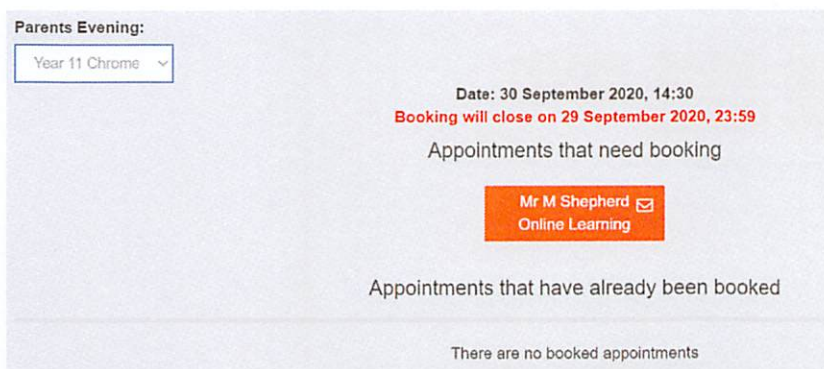 Parents Evening:
Year 11 Chrome
Date: 30 September 2020, 14:30
Booking will close on 29 September 2020, 23:59
Appointments that need booking
Mr M Shepherd
Online Learning
Appointments that have already been booked
There are no booked appointments